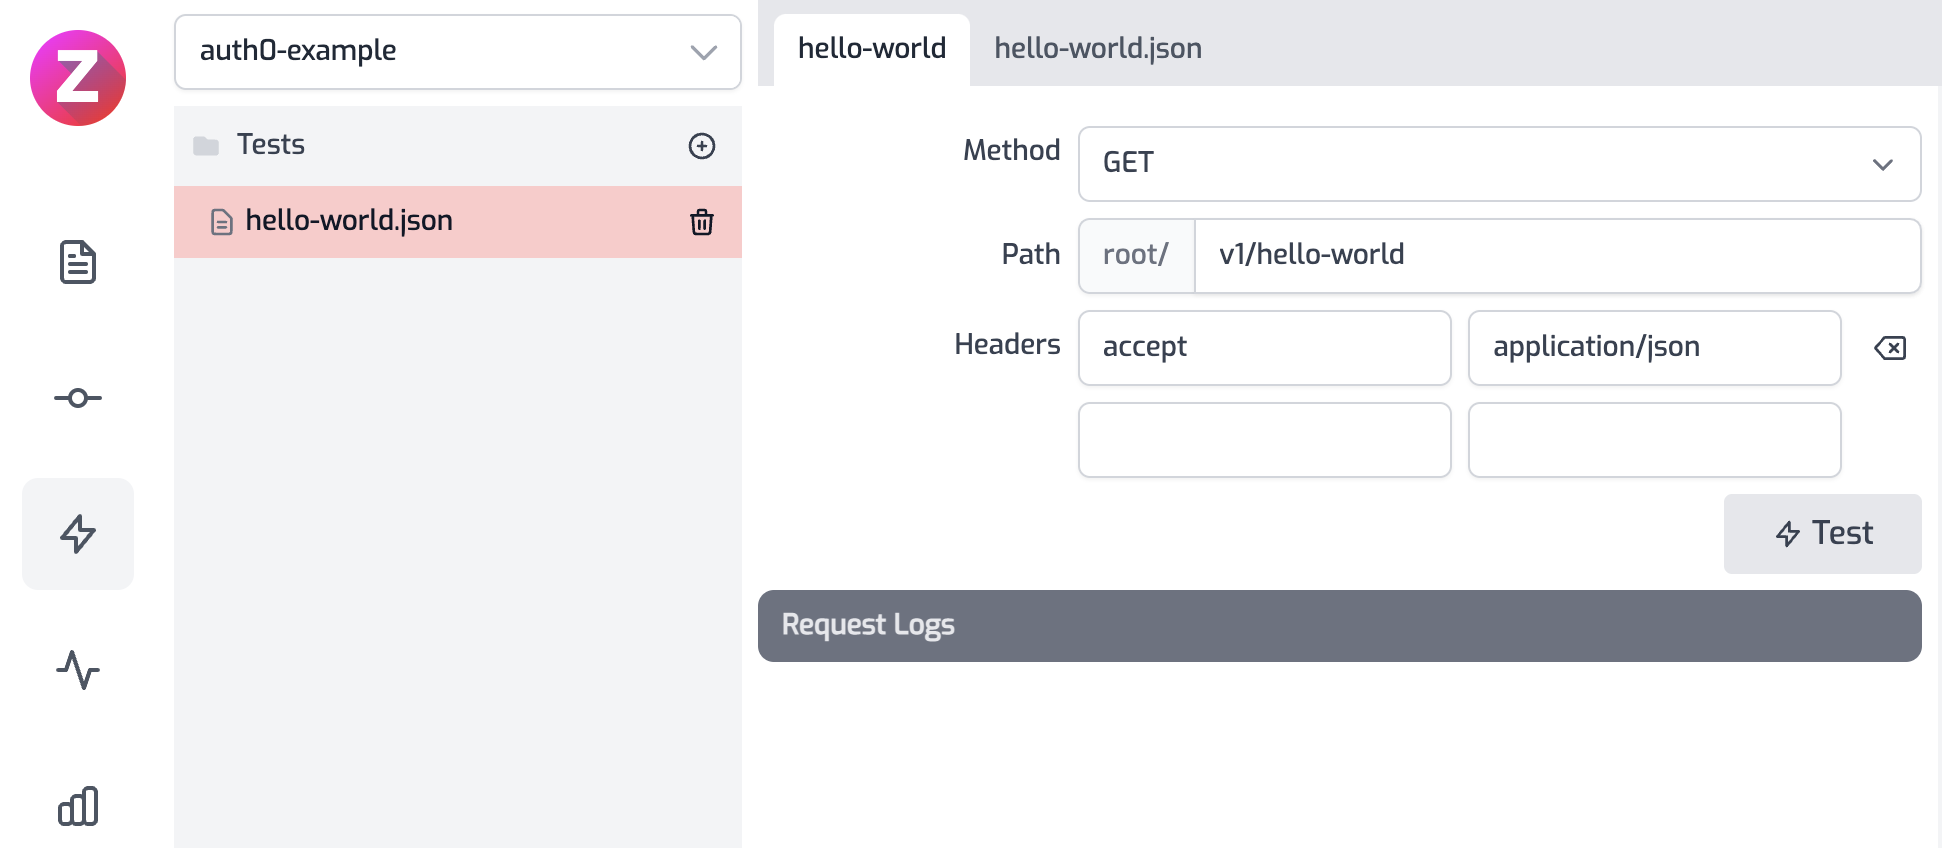 Z
auth0-example
Tests
hello-world.json
hello-world
hello-world.json
Method
GET
Path
root/
v1/hello-world
Headers
accept
application/json
Test
Request Logs